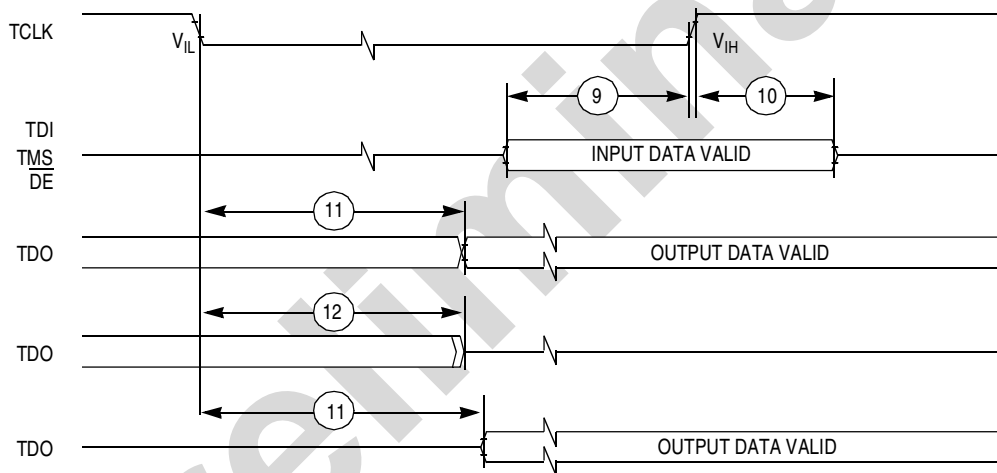 TCLK
V_IL
V_IH
9
10
TDI
TMS
DE
INPUT DATA VALID
11
TDO
OUTPUT DATA VALID
12
TDO
11
TDO
OUTPUT DATA VALID